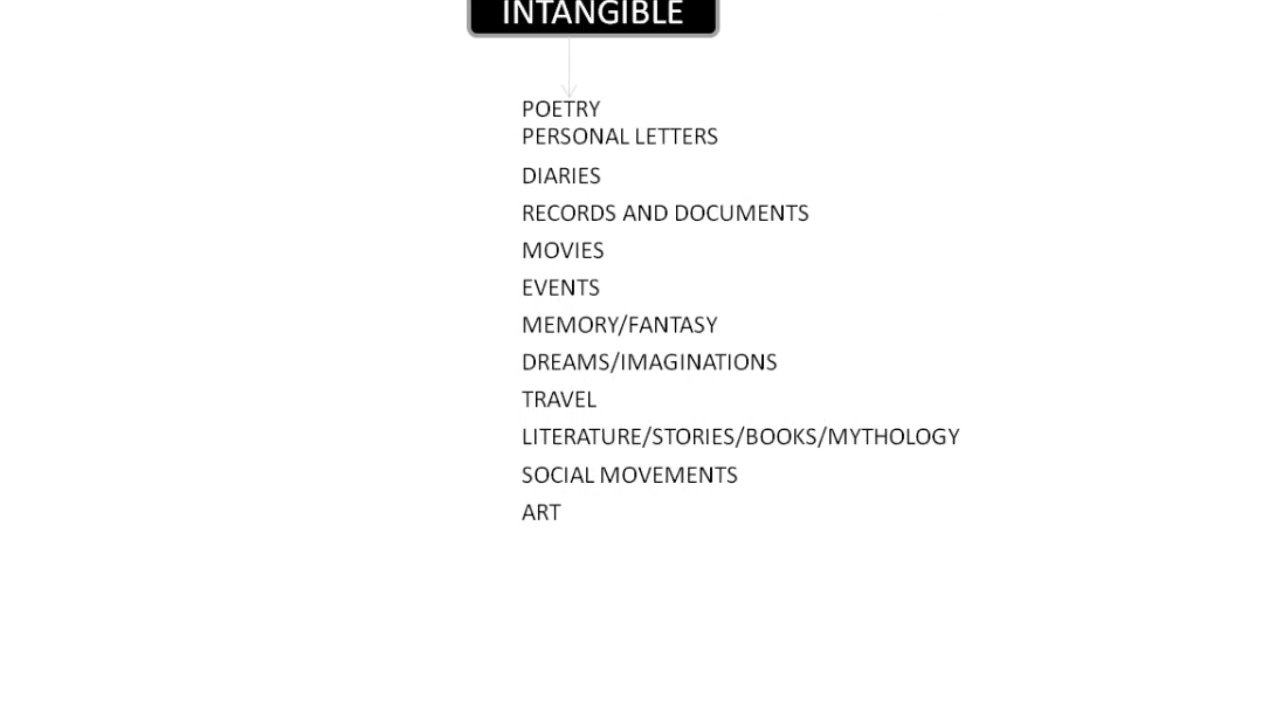 INTANGIBLE
POETRY
PERSONAL LETTERS
DIARIES
RECORDS AND DOCUMENTS
MOVIES
EVENTS
MEMORY/FANTASY
DREAMS/IMAGINATIONS
TRAVEL
LITERATURE/STORIES/BOOKS/MYTHOLOGY
SOCIAL MOVEMENTS
ART